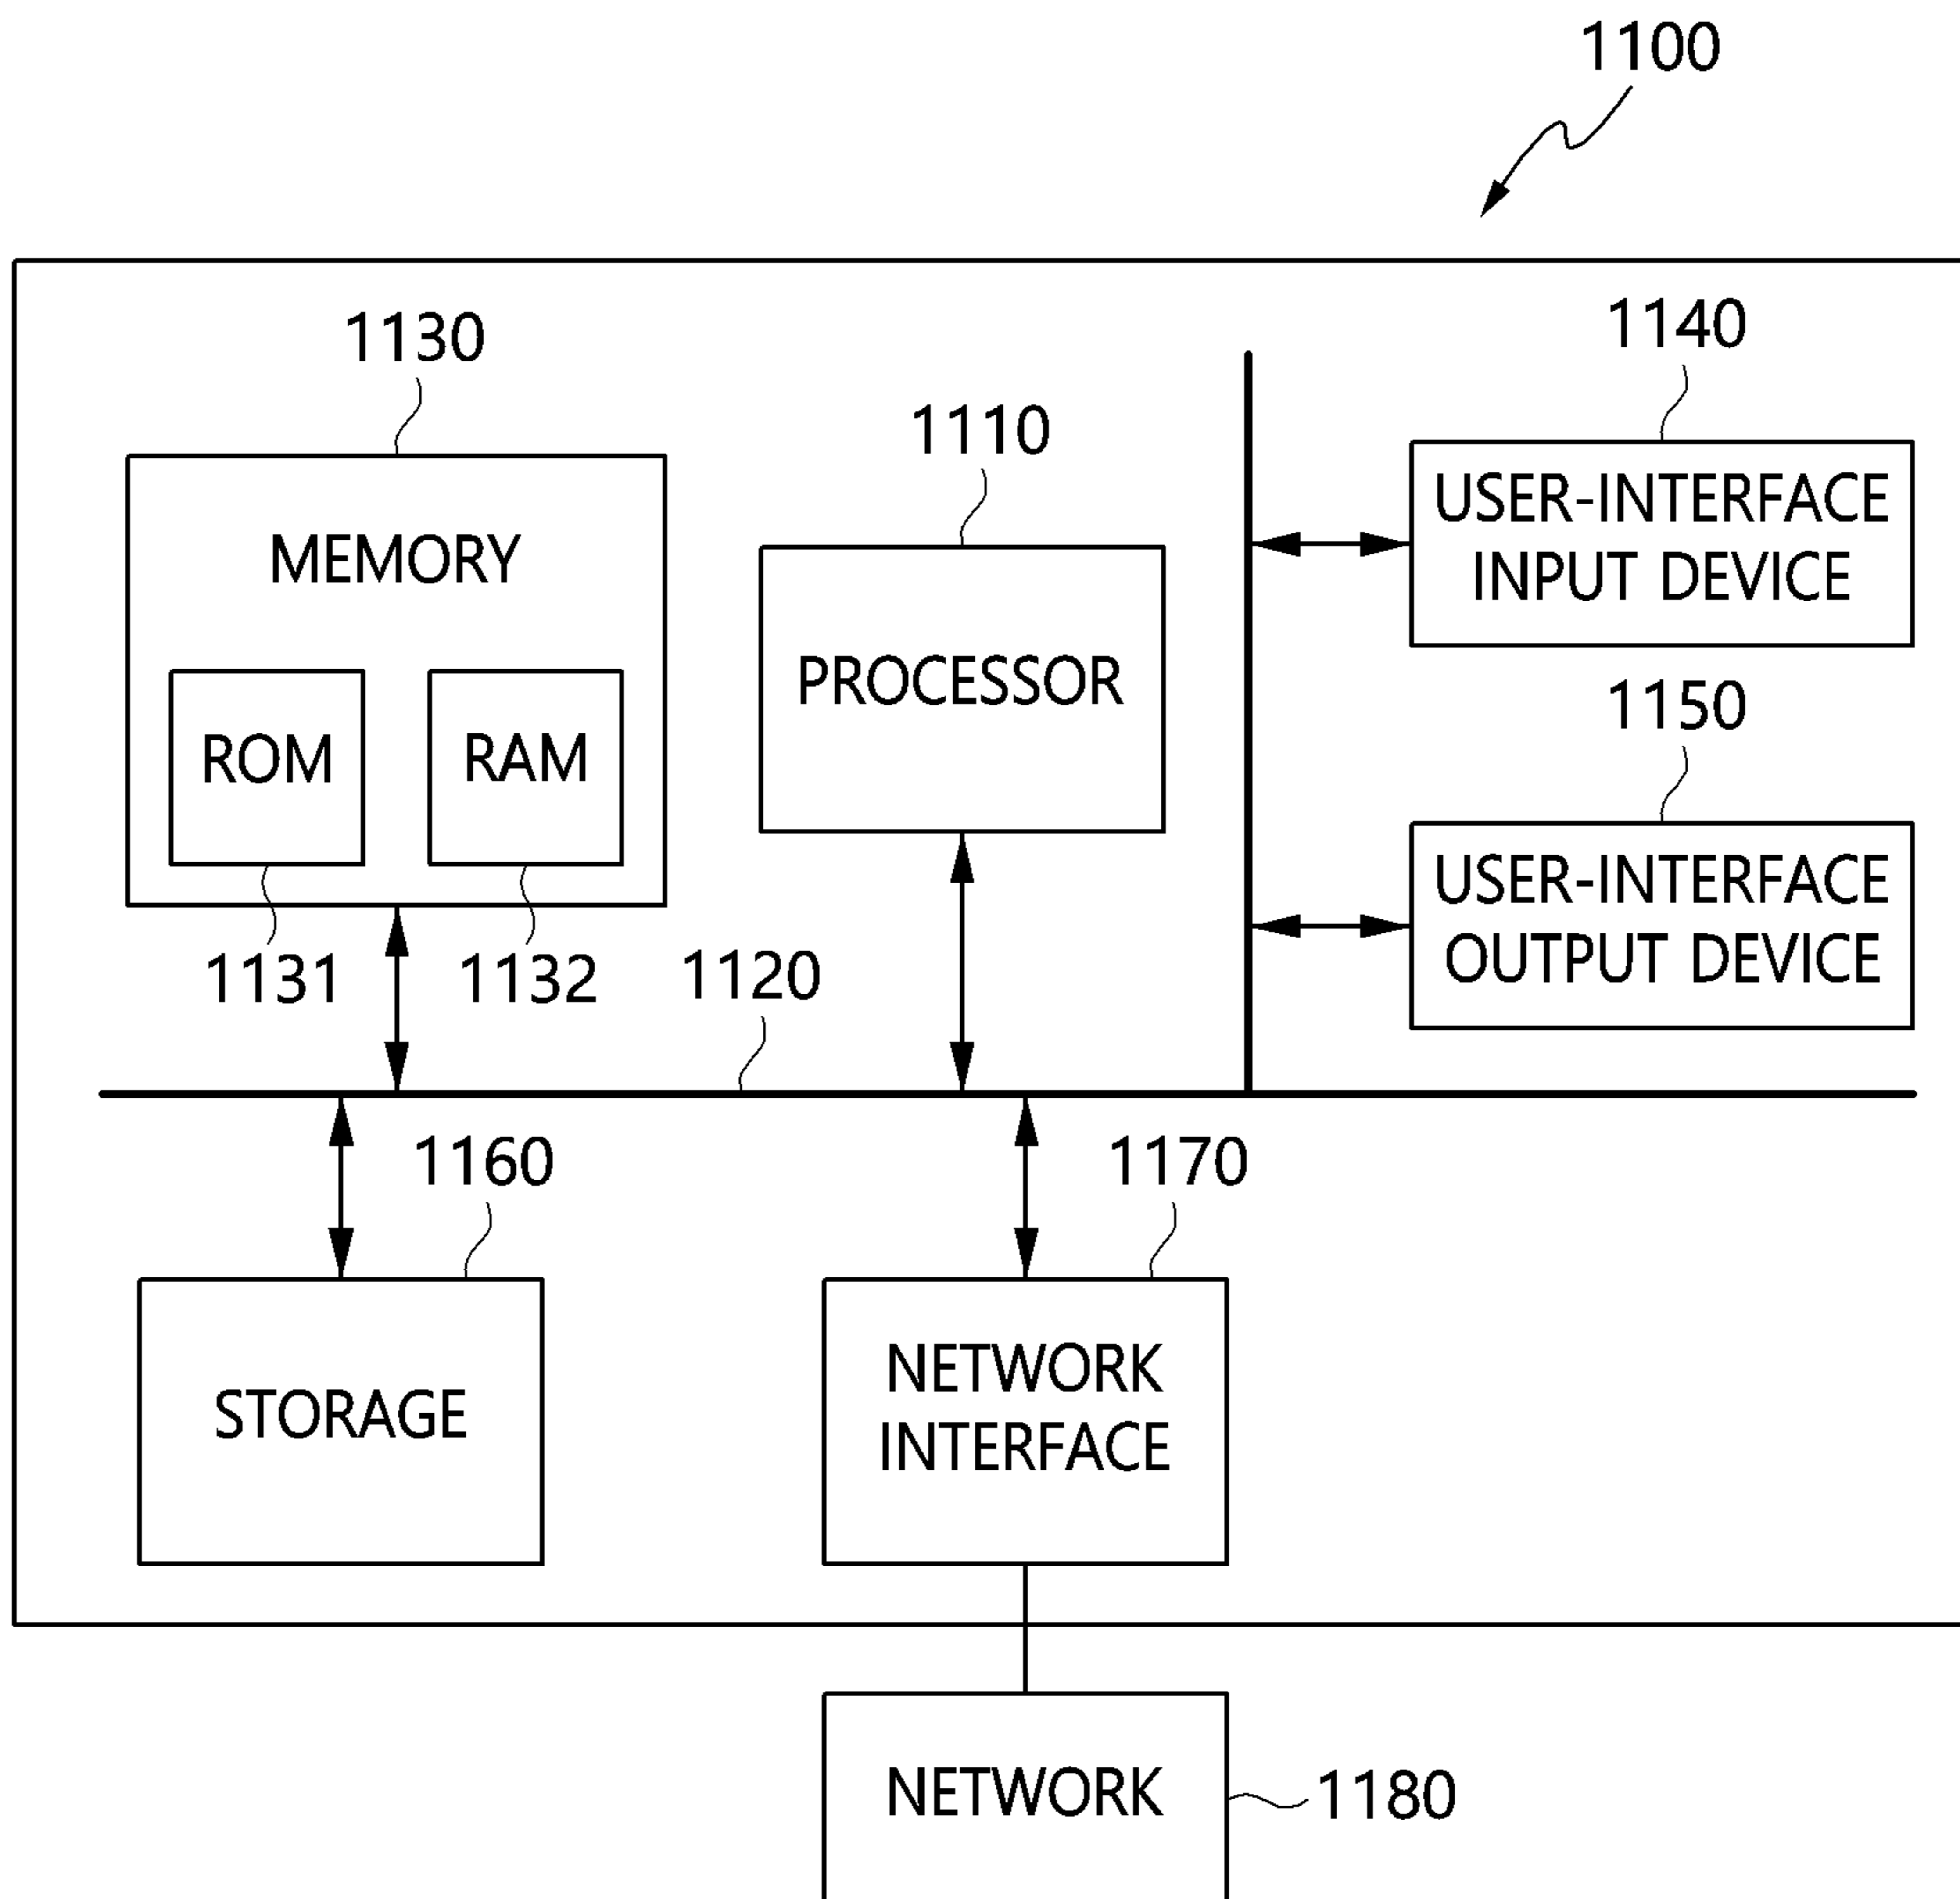 1100
1130
1140
1110
USER-INTERFACE
INPUT DEVICE
MEMORY
PROCESSOR
1150
ROM
RAM
USER-INTERFACE
OUTPUT DEVICE
1131
1132
1120
1160
1170
NETWORK
INTERFACE
STORAGE
NETWORK
1180